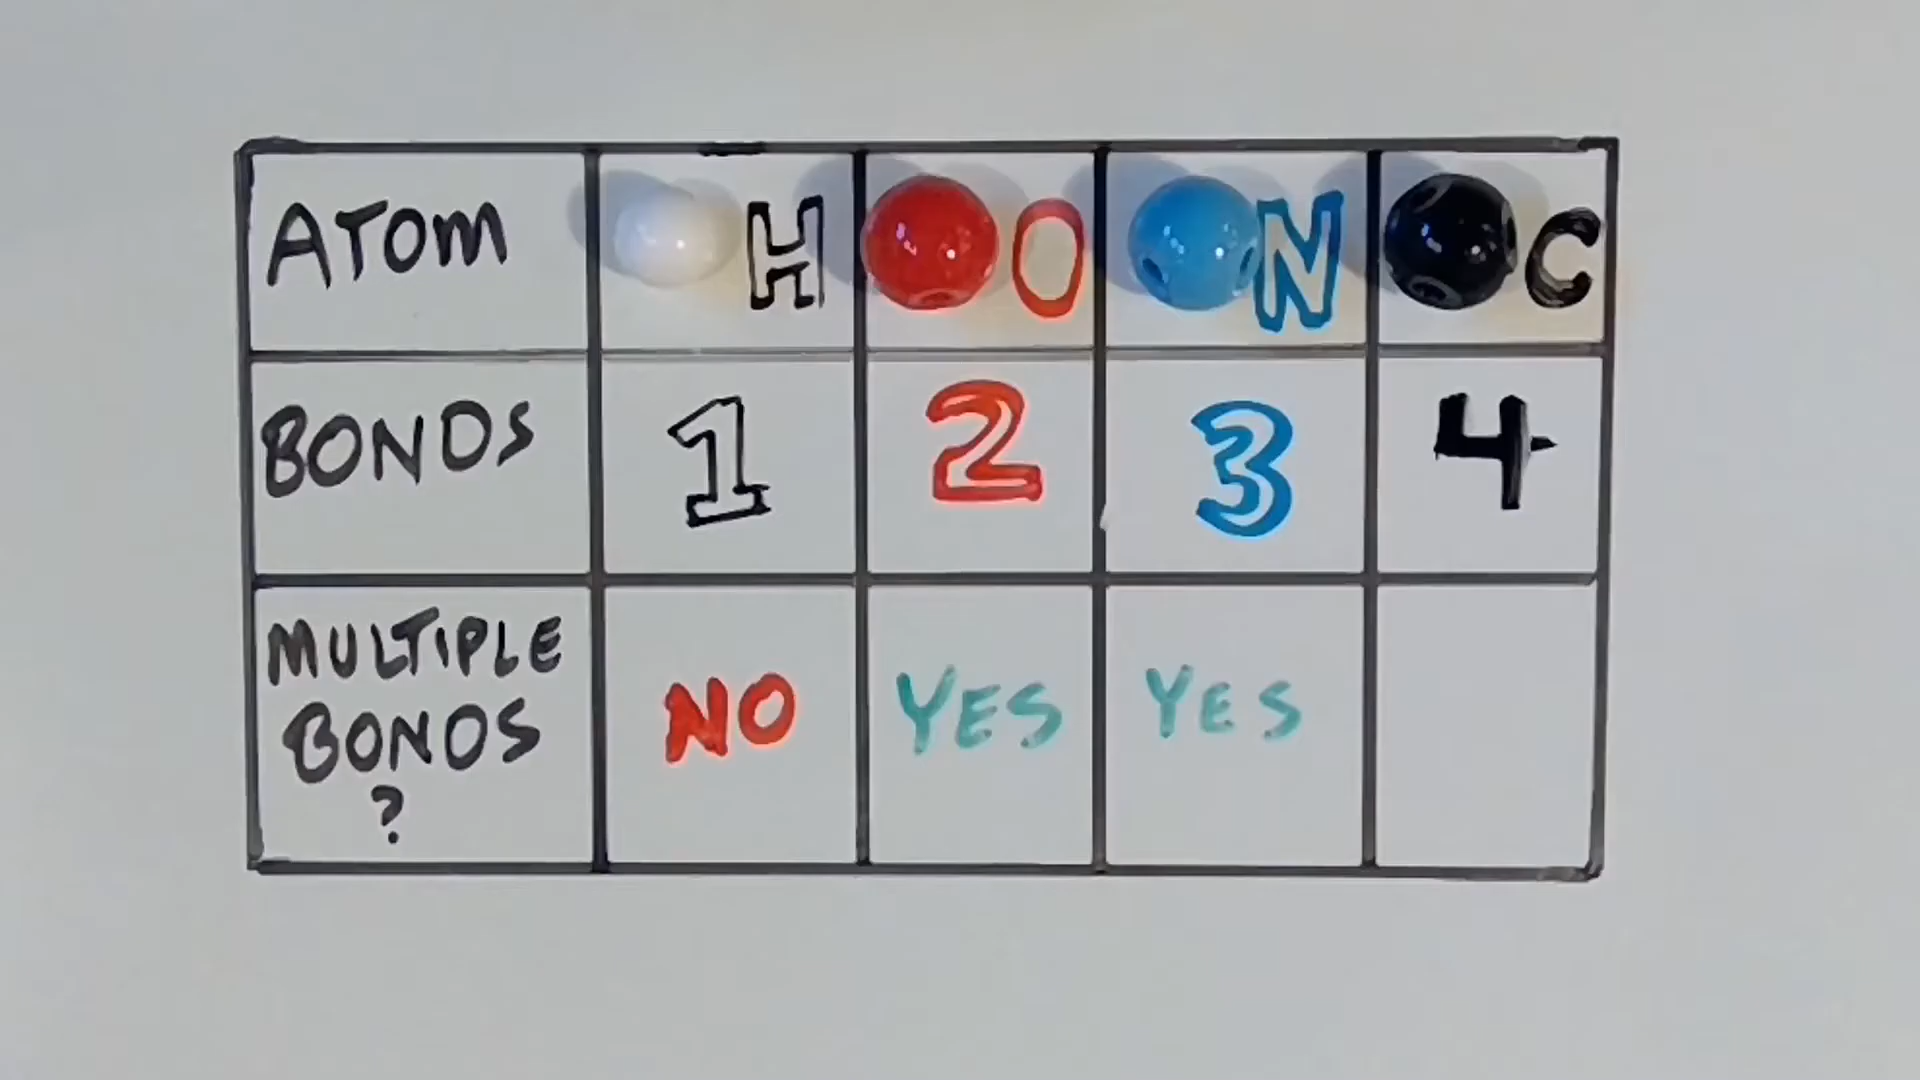 ATOM H O N C
BONDS 1 2 3 4
MULTIPLE
BONDS NO YES YES
?